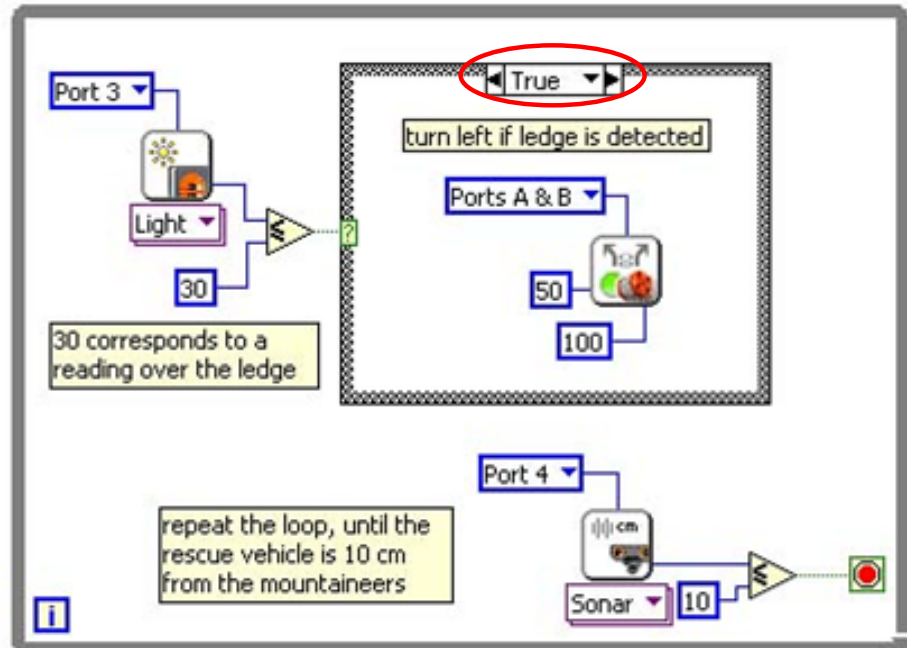 Port 3
True
turn left if ledge is detected
Ports A & B
Light
?
30
50
100
30 corresponds to a
reading over the ledge
Port 4
cm
repeat the loop, until the
rescue vehicle is 10 cm
from the mountaineers
Sonar
10
i